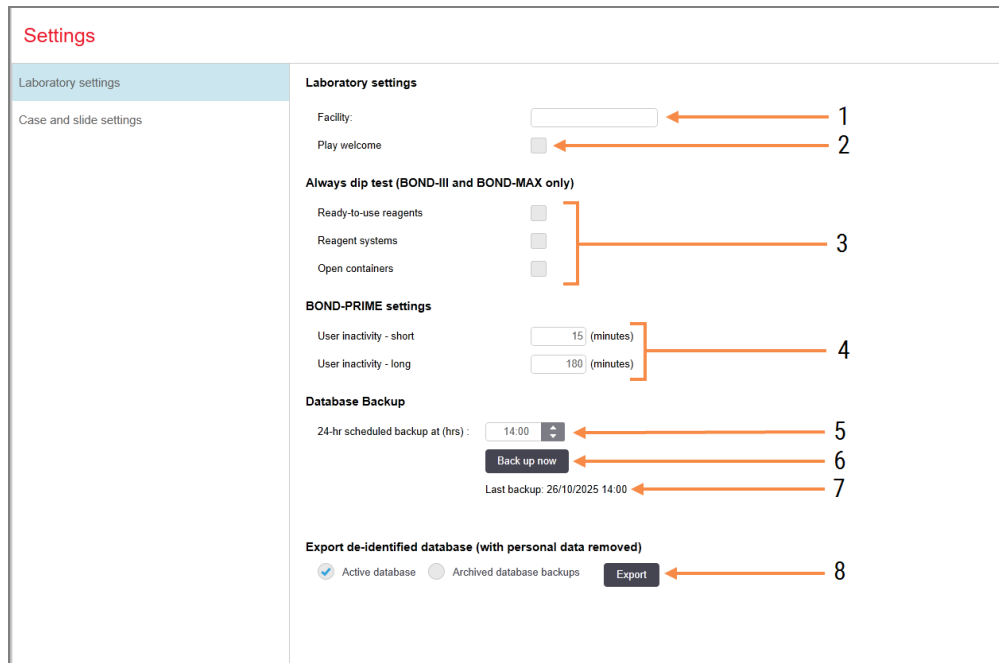 Settings
Laboratory settings
Case and slide settings
Laboratory settings
Facility:
1
Play welcome
2
Always dip test (BOND-III and BOND-MAX only)
Ready-to-use reagents
Reagent systems
3
Open containers
BOND-PRIME settings
User inactivity - short
15 (minutes)
4
User inactivity - long
180 (minutes)
Database Backup
24-hr scheduled backup at (hrs) :
14:00
5
Back up now
6
Last backup: 26/10/2025 14:00
7
Export de-identified database (with personal data removed)
Active database
Archived database backups
Export
8